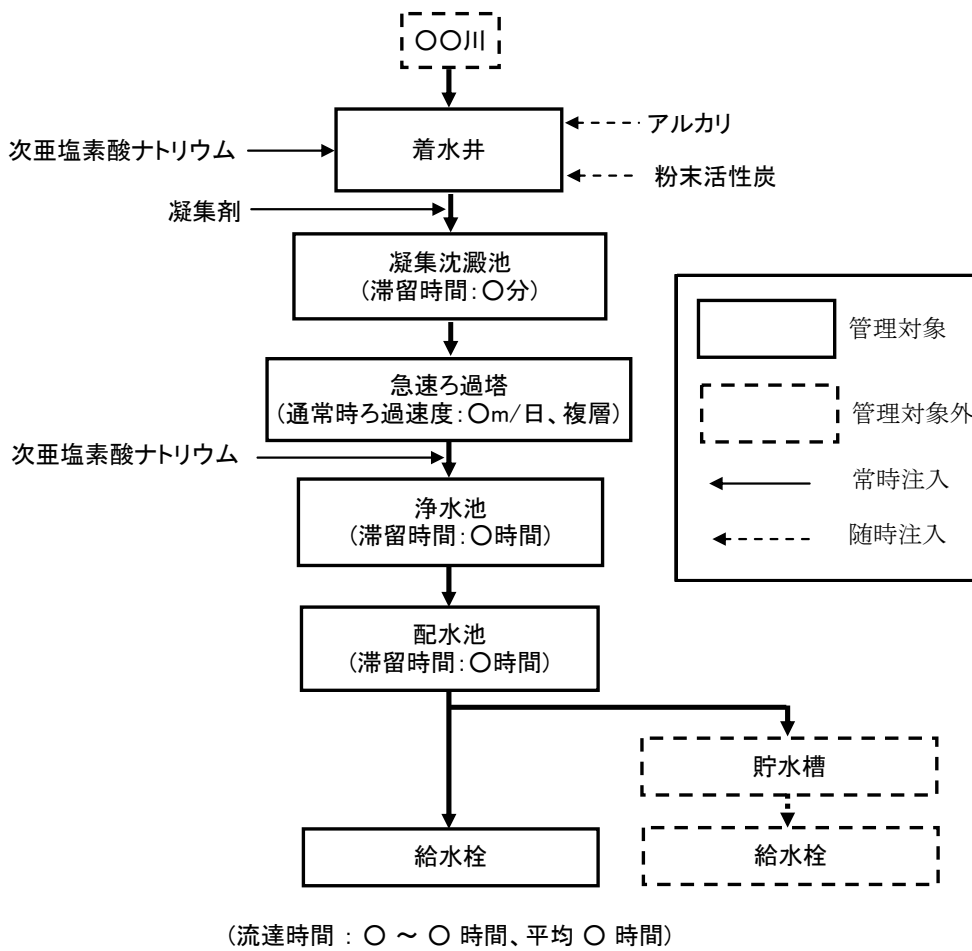 〇〇川
次亜塩素酸ナトリウム
着水井
アルカリ
粉末活性炭
凝集剤
凝集沈澱池
(滞留時間:〇分)
急速ろ過塔
(通常時ろ過速度:〇m/日、複層)
次亜塩素酸ナトリウム
浄水池
(滞留時間:〇時間)
配水池
(滞留時間:〇時間)
貯水槽
給水栓
給水栓
(流達時間 : 〇 ~ 〇 時間、平均 〇 時間)
管理対象
管理対象外
常時注入
随時注入